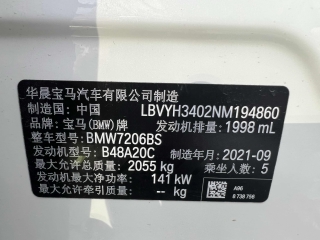 华晨宝马汽车有限公司制造
制造国：中国 LBVYH3402NM194860
品牌：宝马(BMW)牌 发动机排量：1998 mL
整车型号：BMW7206BS
发动机型号：B48A20C 制造年月：2021-09
最大允许总质量：2055 kg 乘坐人数：5
发动机最大净功率：141 kW
最大允许牵引质量：-- kg A96
8 738 756